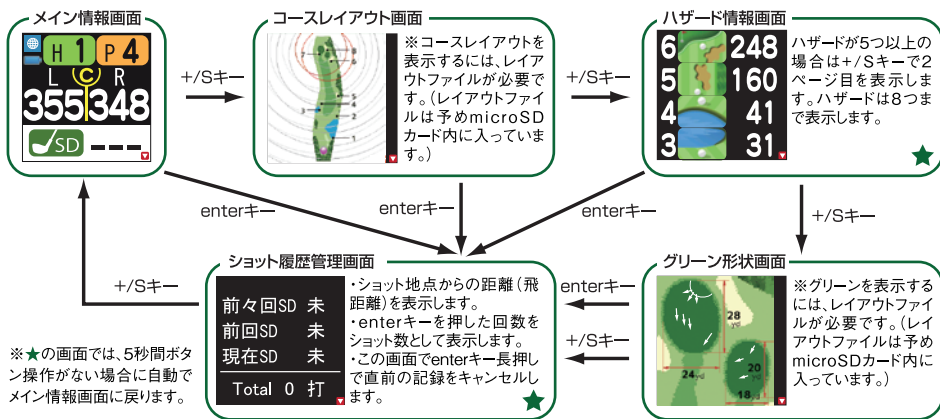 メイン情報画面
H 1 P 4
L C R
355 348
SD ---
+/Sキー
コースレイアウト画面
8
7
6
5
4
3
2
1
※コースレイアウトを
表示するには、レイア
ウトファイルが必要で
す。(レイアウトファイ
ルは予めmicroSD
カード内に入っていま
す。)
+/Sキー
ハザード情報画面
6 248
5 160
4 41
3 31
ハザードが5つ以上の
場合は+/Sキーで2
ページ目を表示しま
す。ハザードは8つま
で表示します。
★
enterキー
enterキー
enterキー
+/Sキー
+/Sキー
ショット履歴管理画面
前々回SD 未
前回SD 未
現在SD 未
Total 0 打
・ショット地点からの距離(飛
距離)を表示します。
・enterキーを押した回数を
ショット数として表示します。
・この画面でenterキー長押し
で直前の記録をキャンセルし
ます。
★
enterキー
+/Sキー
グリーン形状画面
28
yd
24yd
20
yd
18yd
※グリーンを表示する
には、レイアウトファイ
ルが必要です。(レイ
アウトファイルは予め
microSDカード内に
入っています。)
※★の画面では、5秒間ボタ
ン操作がない場合に自動で
メイン情報画面に戻ります。